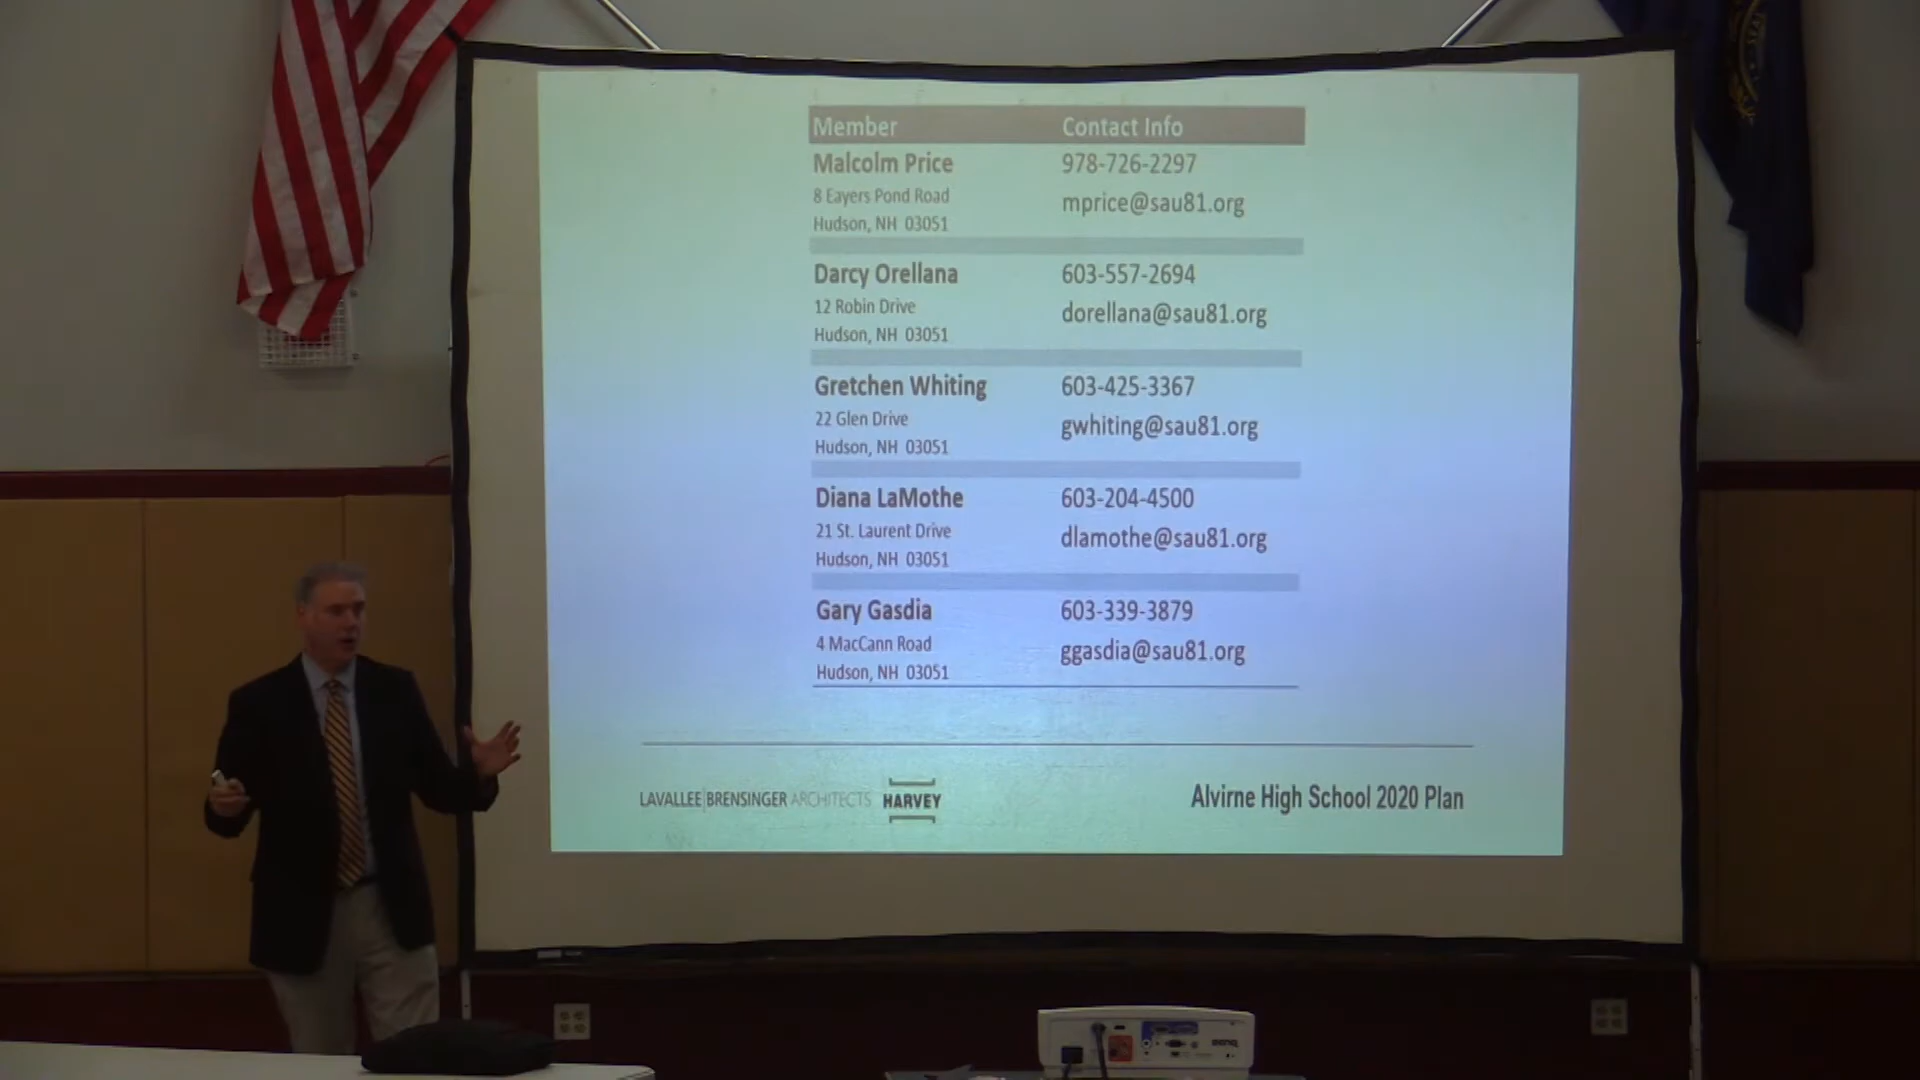 Member Contact Info
Malcolm Price 978-726-2297
8 Eayers Pond Road
mprice@sau81.org
Hudson, NH 03051
Darcy Orellana 603-557-2694
12 Robin Drive
dorellana@sau81.org
Hudson, NH 03051
Gretchen Whiting 603-425-3367
22 Glen Drive
gwhiting@sau81.org
Hudson, NH 03051
Diana LaMothe 603-204-4500
21 St. Laurent Drive
dlamothe@sau81.org
Hudson, NH 03051
Gary Gasdia 603-339-3879
4 MacCann Road
ggasdia@sau81.org
Hudson, NH 03051
LAVALLEE BRENSINGER ARCHITECTS HARVEY Alvirne High School 2020 Plan
BENQ